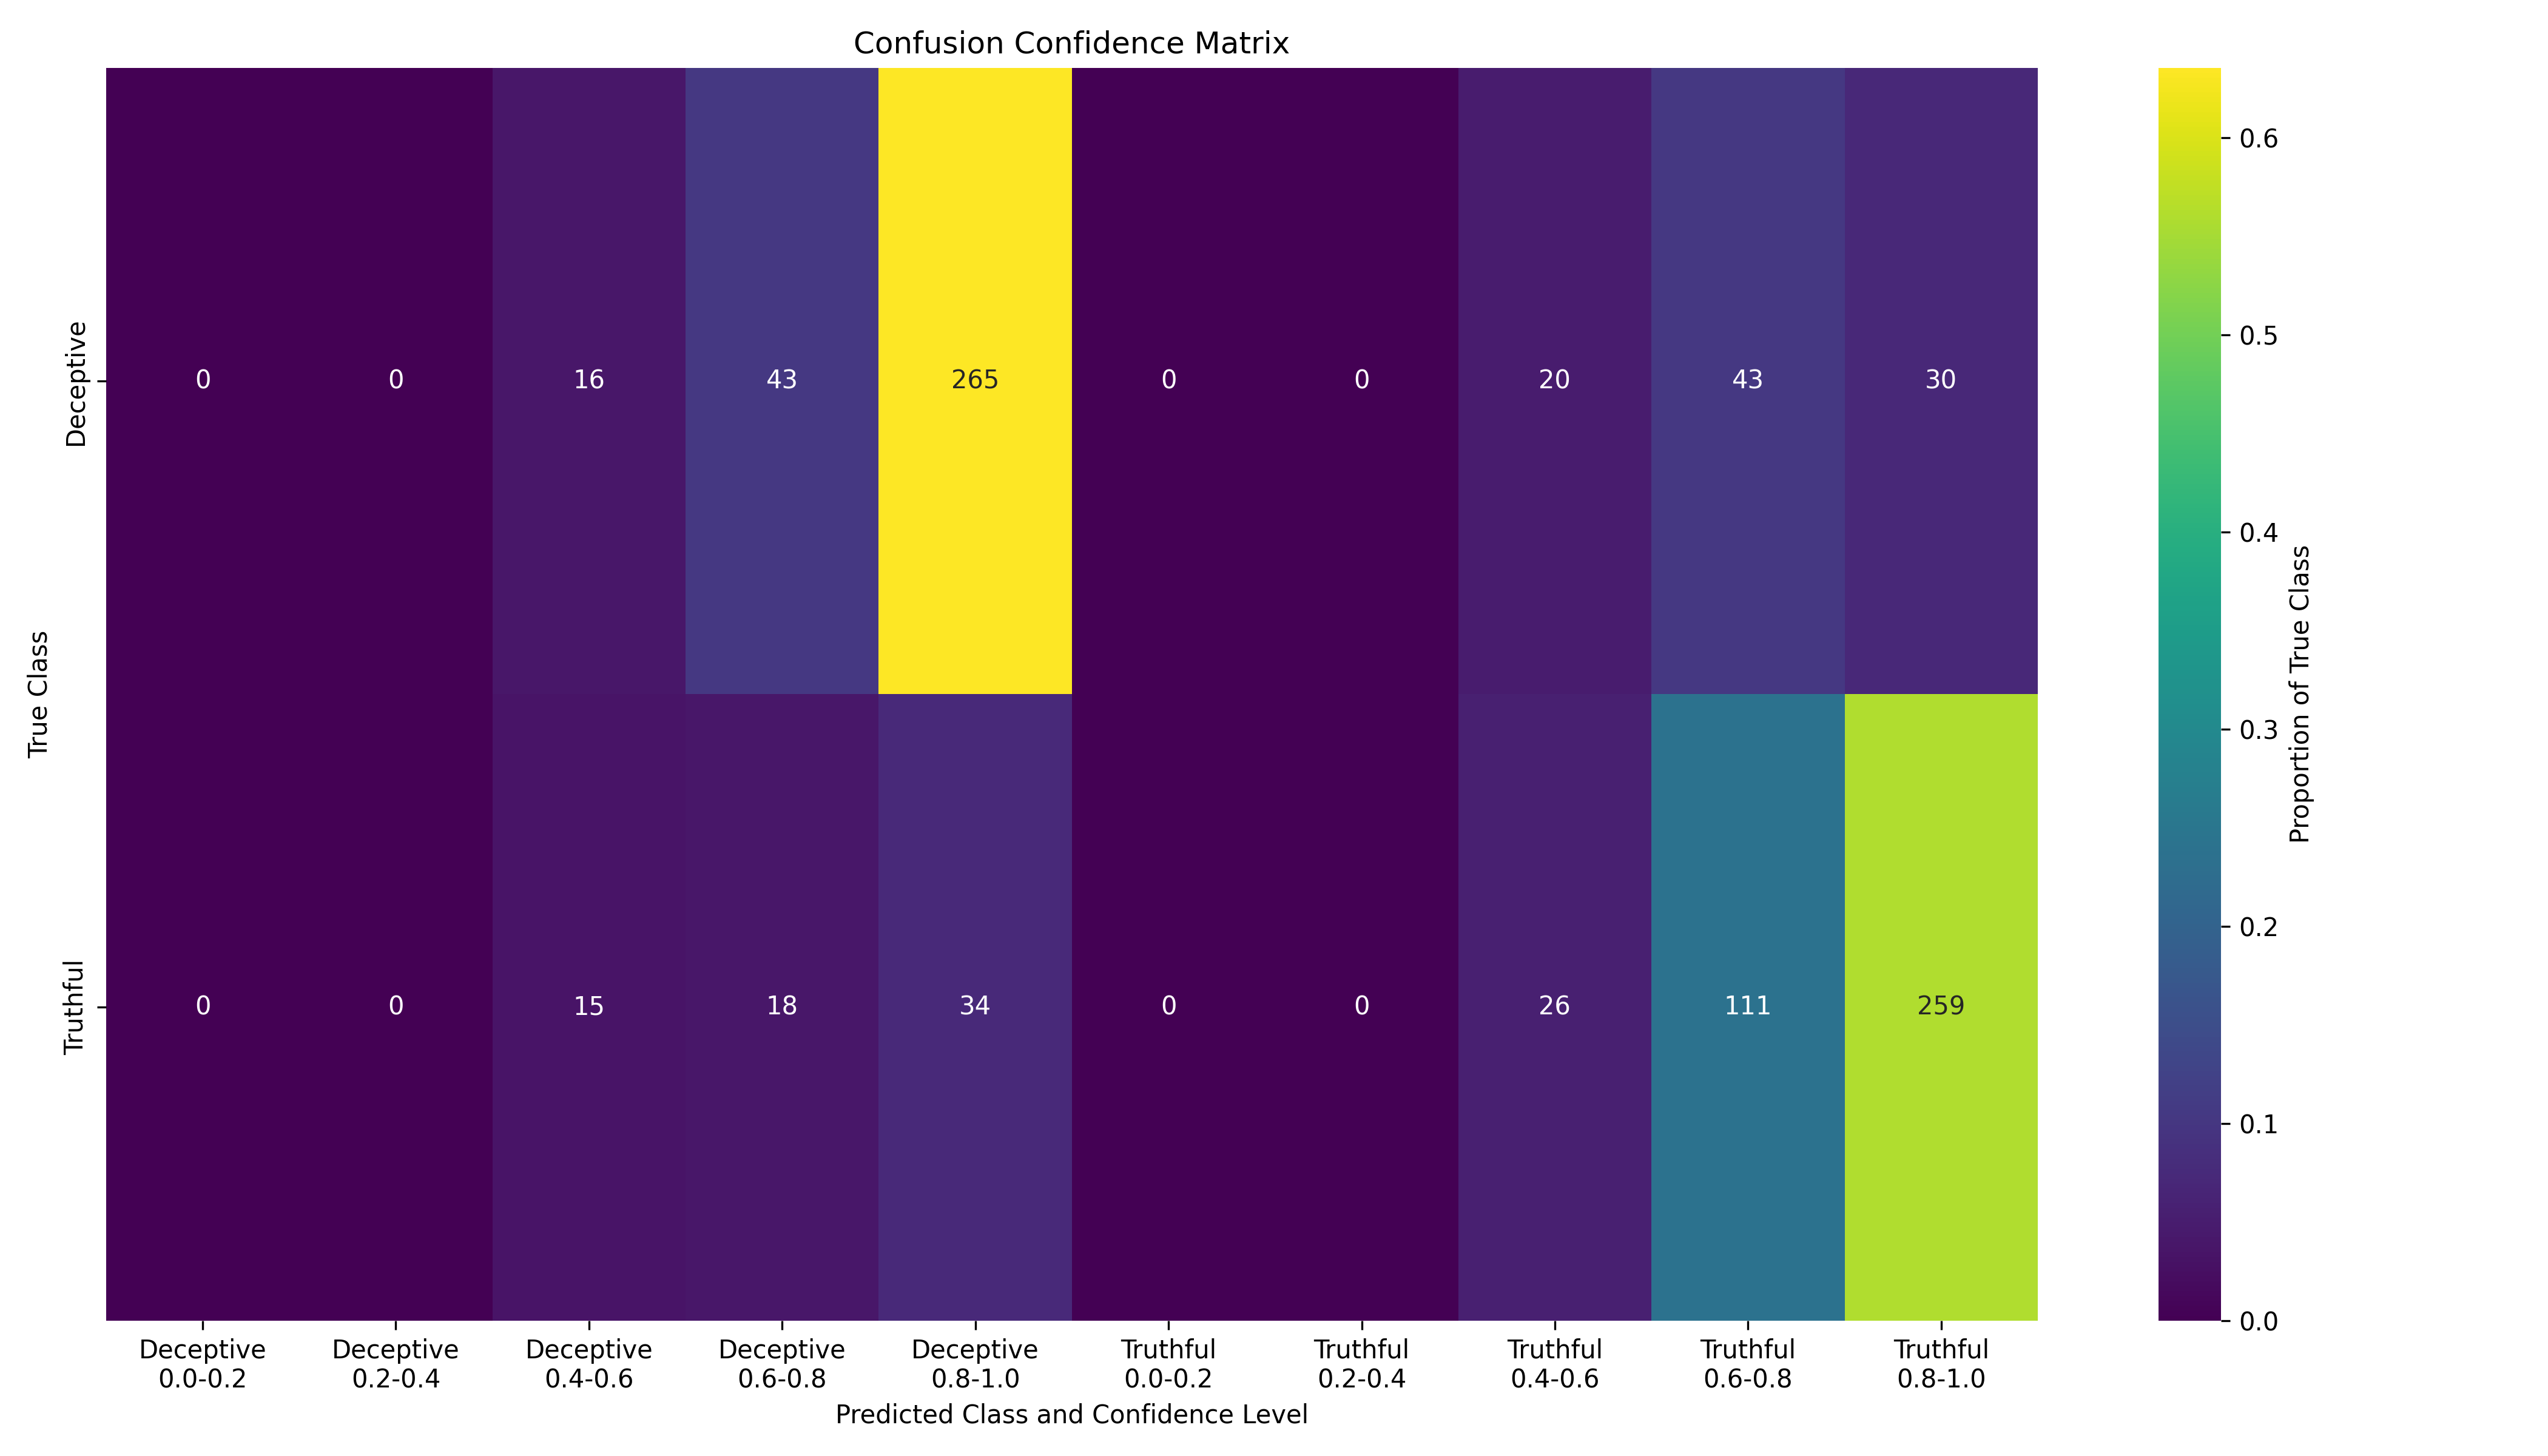 Confusion Confidence Matrix
True Class
Deceptive
0 0 16 43 265 0 0 20 43 30
Truthful
0 0 15 18 34 0 0 26 111 259
Deceptive Deceptive Deceptive Deceptive Deceptive Truthful Truthful Truthful Truthful Truthful
0.0-0.2 0.2-0.4 0.4-0.6 0.6-0.8 0.8-1.0 0.0-0.2 0.2-0.4 0.4-0.6 0.6-0.8 0.8-1.0
Predicted Class and Confidence Level
0.6
0.5
0.4
0.3
0.2
0.1
0.0
Proportion of True Class